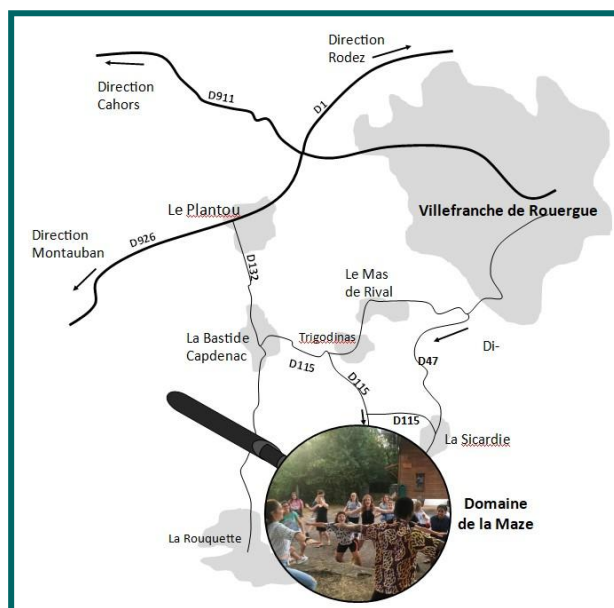 Direction
Rodez
Direction
Cahors
D911
D1
Le Plantou
Villefranche de Rouergue
Direction
Montauban
D926
D132
Le Mas
de Rival
La Bastide
Capdenac
Trigodinas
Di-
D115
D115
D47
D115
La Sicardie
Domaine
de la Maze
La Rouquette